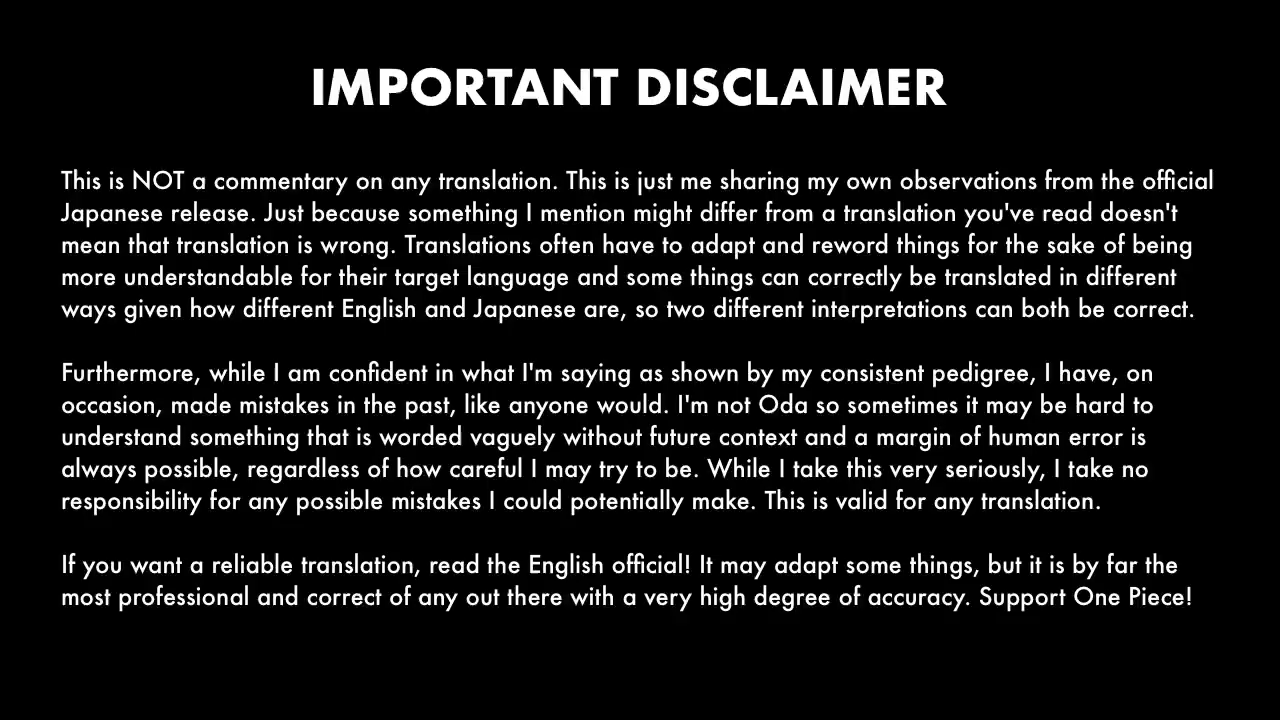 IMPORTANT DISCLAIMER
This is NOT a commentary on any translation. This is just me sharing my own observations from the official
Japanese release. Just because something I mention might differ from a translation you've read doesn't
mean that translation is wrong. Translations often have to adapt and reword things for the sake of being
more understandable for their target language and some things can correctly be translated in different
ways given how different English and Japanese are, so two different interpretations can both be correct.
Furthermore, while I am confident in what I'm saying as shown by my consistent pedigree, I have, on
occasion, made mistakes in the past, like anyone would. I'm not Oda so sometimes it may be hard to
understand something that is worded vaguely without future context and a margin of human error is
always possible, regardless of how careful I may try to be. While I take this very seriously, I take no
responsibility for any possible mistakes I could potentially make. This is valid for any translation.
If you want a reliable translation, read the English official! It may adapt some things, but it is by far the
most professional and correct of any out there with a very high degree of accuracy. Support One Piece!